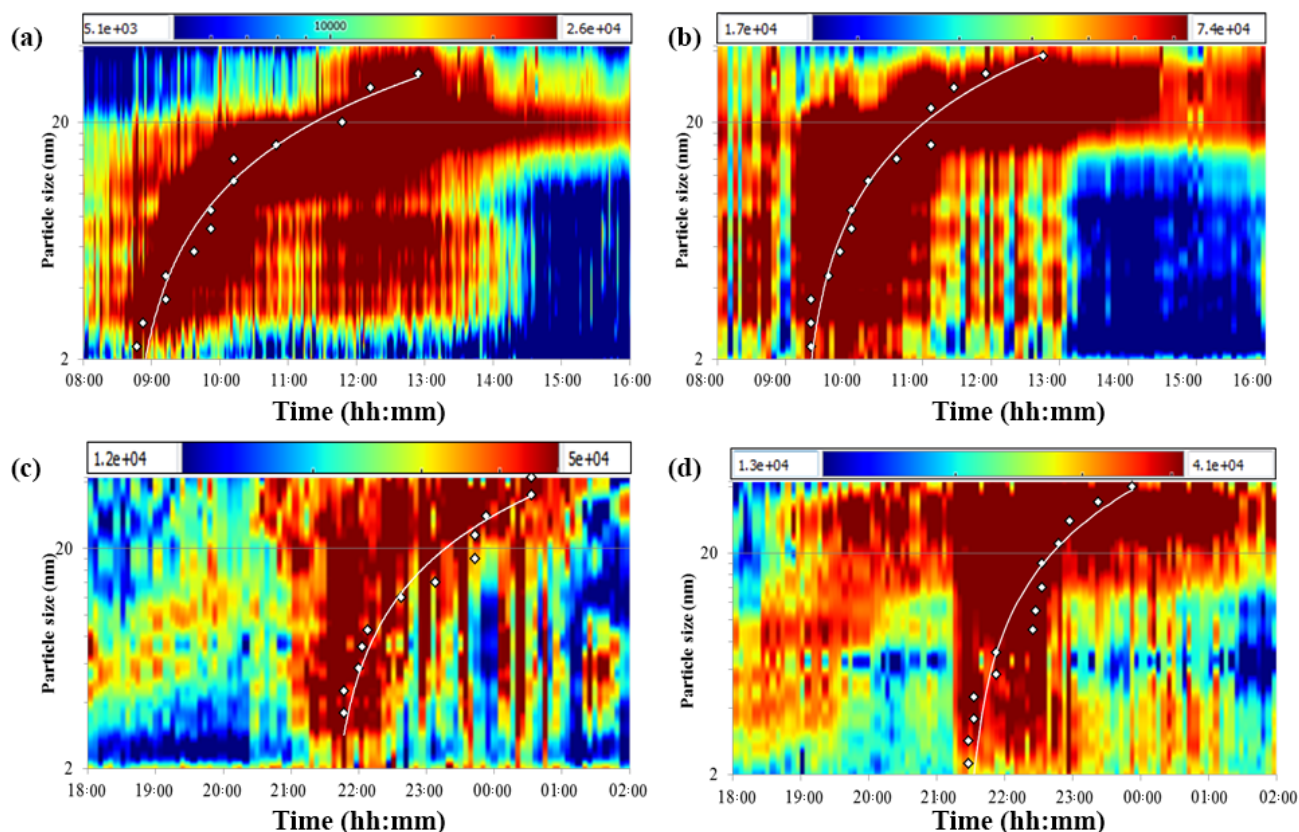 (a)
5.1e+03 10000 2.6e+04
Particle size (nm)
20
2
08:00 09:00 10:00 11:00 12:00 13:00 14:00 15:00 16:00
Time (hh:mm)
(b)
1.7e+04 7.4e+04
Particle size (nm)
20
2
08:00 09:00 10:00 11:00 12:00 13:00 14:00 15:00 16:00
Time (hh:mm)
(c)
1.2e+04 5e+04
Particle size (nm)
20
2
18:00 19:00 20:00 21:00 22:00 23:00 00:00 01:00 02:00
Time (hh:mm)
(d)
1.3e+04 4.1e+04
Particle size (nm)
20
2
18:00 19:00 20:00 21:00 22:00 23:00 00:00 01:00 02:00
Time (hh:mm)